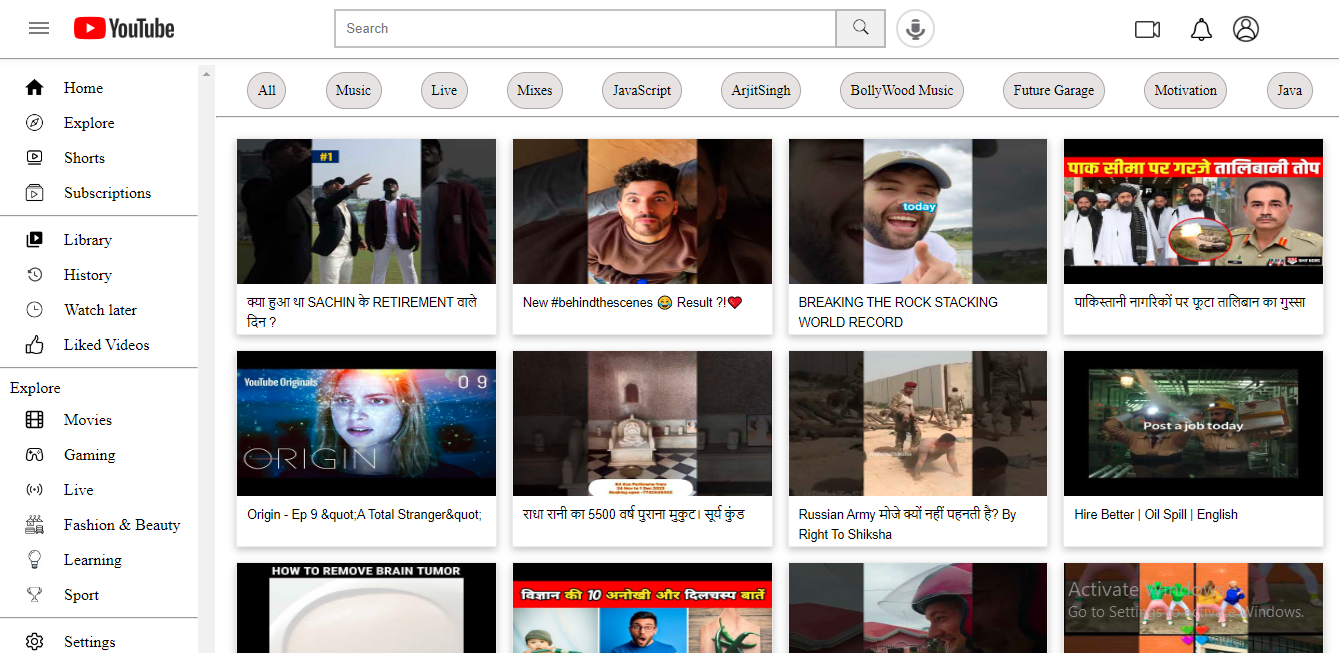 YouTube
Search
Home
Explore
Shorts
Subscriptions
Library
History
Watch later
Liked Videos
Explore
Movies
Gaming
Live
Fashion & Beauty
Learning
Sport
Settings
All
Music
Live
Mixes
JavaScript
ArjitSingh
BollyWood Music
Future Garage
Motivation
Java
#1
क्या हुआ था SACHIN के RETIREMENT वाले
दिन ?
New #behindthescenes 😂 Result ?!❤️
today
BREAKING THE ROCK STACKING
WORLD RECORD
पाक सीमा पर गरजे तालिबानी तोप
पाकिस्तानी नागरिकों पर फूटा तालिबान का गुस्सा
YouTube Originals
09
ORIGIN
Origin - Ep 9 &quot;A Total Stranger&quot;
राधा रानी का 5500 वर्ष पुराना मुकुट। सूर्य कुंड
Russian Army मोजे क्यों नहीं पहनती है? By
Right To Shiksha
Post a job today
Hire Better | Oil Spill | English
HOW TO REMOVE BRAIN TUMOR
विज्ञान की 10 अनोखी और दिलचस्प बातें
Activate Windows
Go to Settings to activate Windows.